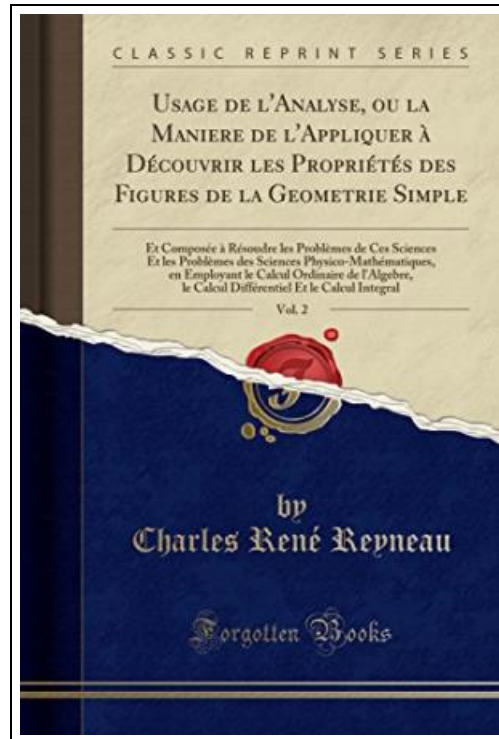 CLASSIC REPRINT SERIES
USAGE DE L'ANALYSE, OU LA
MANIERE DE L'APPLIQUER À
DÉCOUVRIR LES PROPRIÉTÉS DES
FIGURES DE LA GEOMETRIE SIMPLE
Et Composée à Résoudre les Problèmes de Ces Sciences
Et les Problèmes des Sciences Physico-Mathématiques,
en Employant le Calcul Ordinaire de l'Algebre,
le Calcul Différentiel Et le Calcul Integral
Vol. 2
by
Charles René Reyneau
Forgotten Books